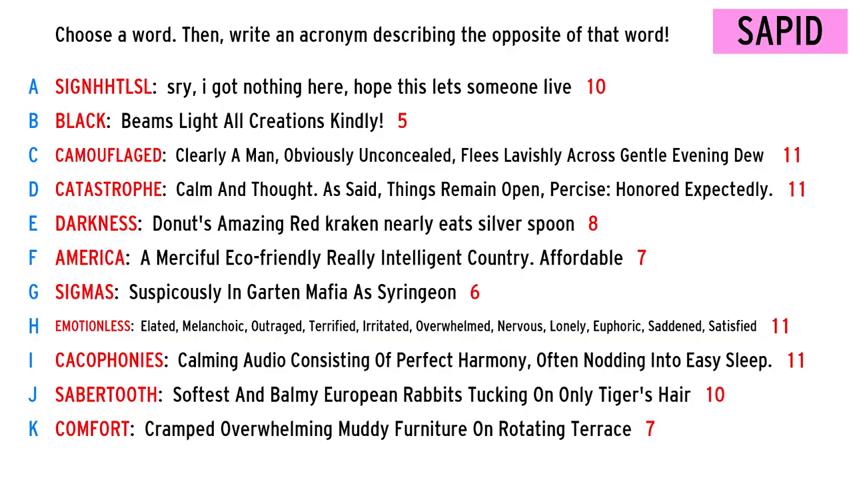 Choose a word. Then, write an acronym describing the opposite of that word!
SAPID
A SIGNHHTLSL: sry, i got nothing here, hope this lets someone live 10
B BLACK: Beams Light All Creations Kindly! 5
C CAMOUFLAGED: Clearly A Man, Obviously Unconcealed, Flees Lavishly Across Gentle Evening Dew 11
D CATASTROPHE: Calm And Thought. As Said, Things Remain Open, Percise: Honored Expectedly. 11
E DARKNESS: Donut's Amazing Red kraken nearly eats silver spoon 8
F AMERICA: A Merciful Eco-friendly Really Intelligent Country. Affordable 7
G SIGMAS: Suspicously In Garten Mafia As Syringeon 6
H EMOTIONLESS: Elated, Melanchoic, Outraged, Terrified, Irritated, Overwhelmed, Nervous, Lonely, Euphoric, Saddened, Satisfied 11
I CACOPHONIES: Calming Audio Consisting Of Perfect Harmony, Often Nodding Into Easy Sleep. 11
J SABERTOOTH: Softest And Balmy European Rabbits Tucking On Only Tiger's Hair 10
K COMFORT: Cramped Overwhelming Muddy Furniture On Rotating Terrace 7